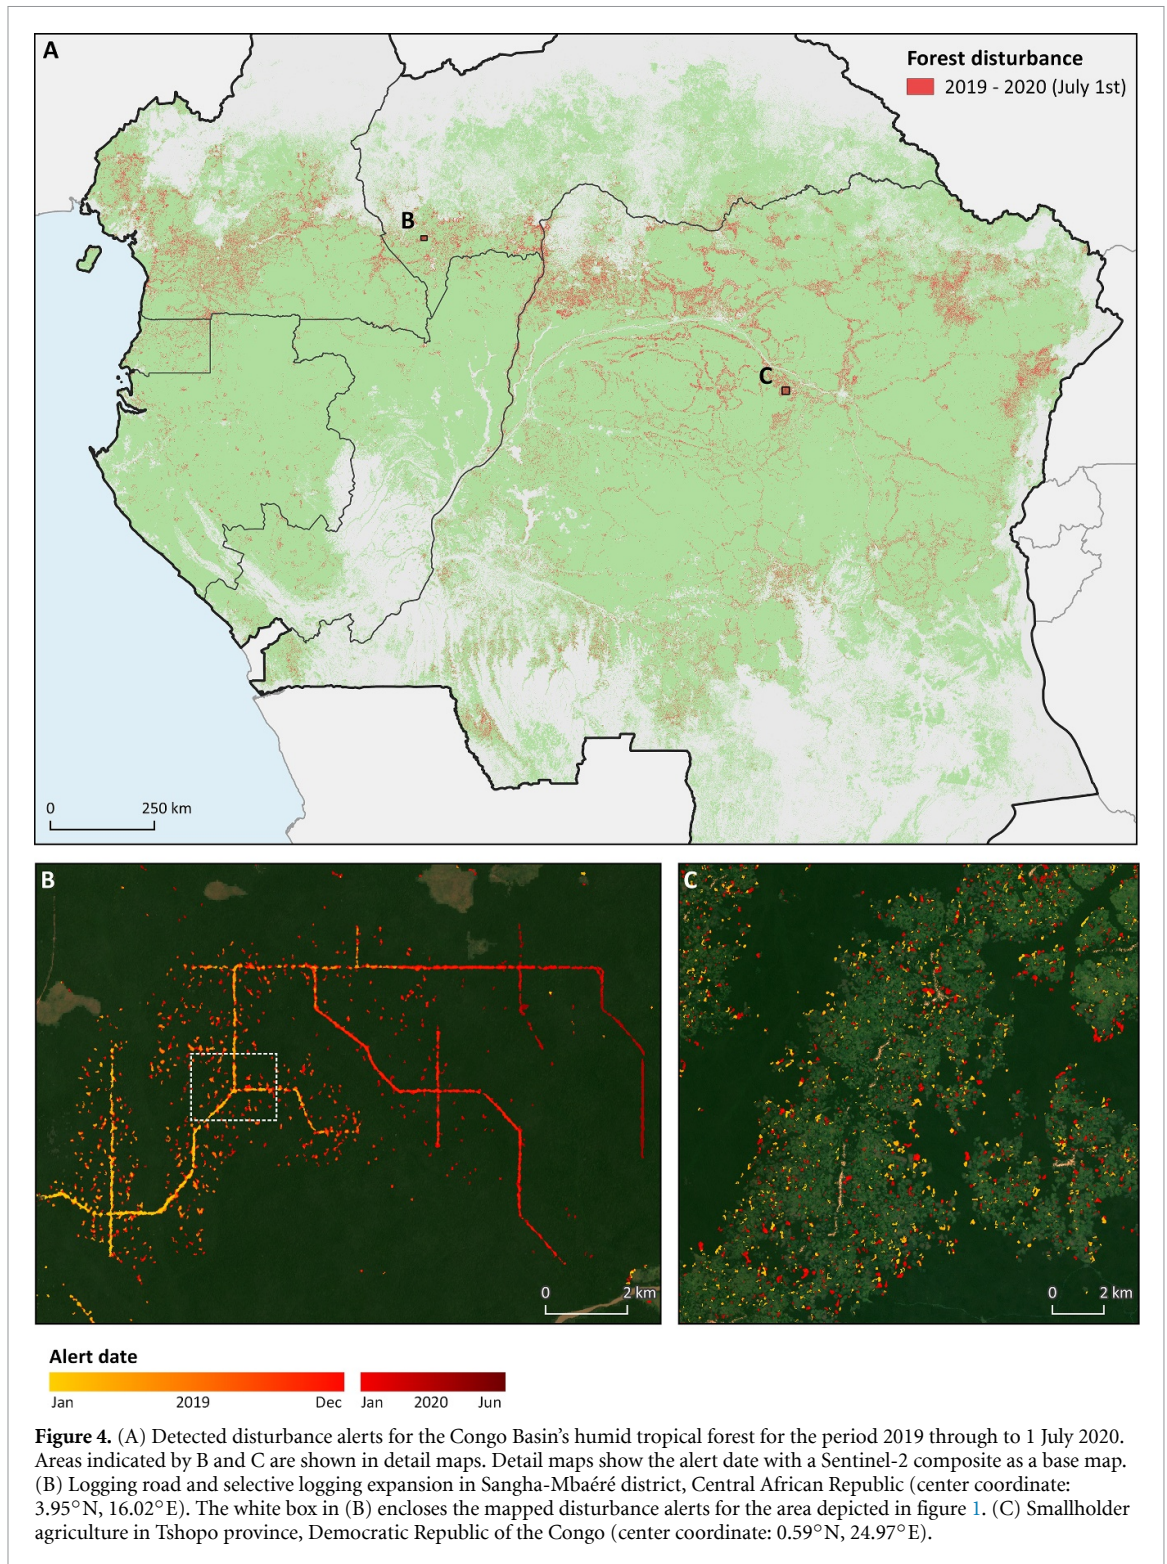 A
Forest disturbance
2019 - 2020 (July 1st)
B
C
0 250 km
B
0 2 km
C
0 2 km
Alert date
Jan 2019 Dec Jan 2020 Jun
Figure 4. (A) Detected disturbance alerts for the Congo Basin's humid tropical forest for the period 2019 through to 1 July 2020.
Areas indicated by B and C are shown in detail maps. Detail maps show the alert date with a Sentinel-2 composite as a base map.
(B) Logging road and selective logging expansion in Sangha-Mbaéré district, Central African Republic (center coordinate:
3.95°N, 16.02°E). The white box in (B) encloses the mapped disturbance alerts for the area depicted in figure 1. (C) Smallholder
agriculture in Tshopo province, Democratic Republic of the Congo (center coordinate: 0.59°N, 24.97°E).